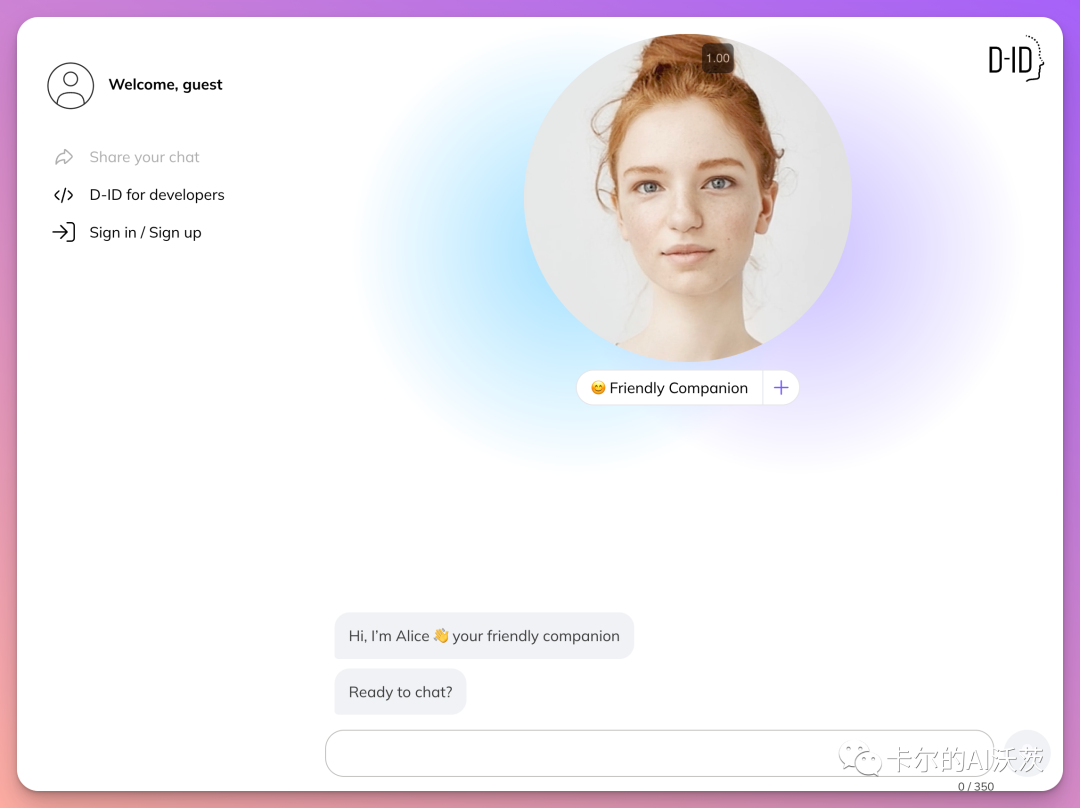 Welcome, guest
Share your chat
D-ID for developers
Sign in / Sign up
D-ID
1.00
😊 Friendly Companion +
Hi, I’m Alice 👋 your friendly companion
Ready to chat?
卡尔的AI沃茨
0 / 350